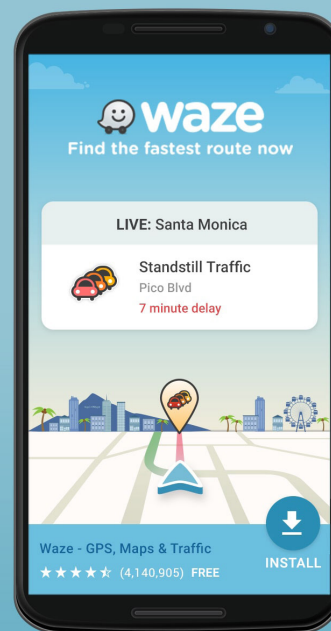 waze
Find the fastest route now
LIVE: Santa Monica
Standstill Traffic
Pico Blvd
7 minute delay
Waze - GPS, Maps & Traffic
(4,140,905) FREE
INSTALL